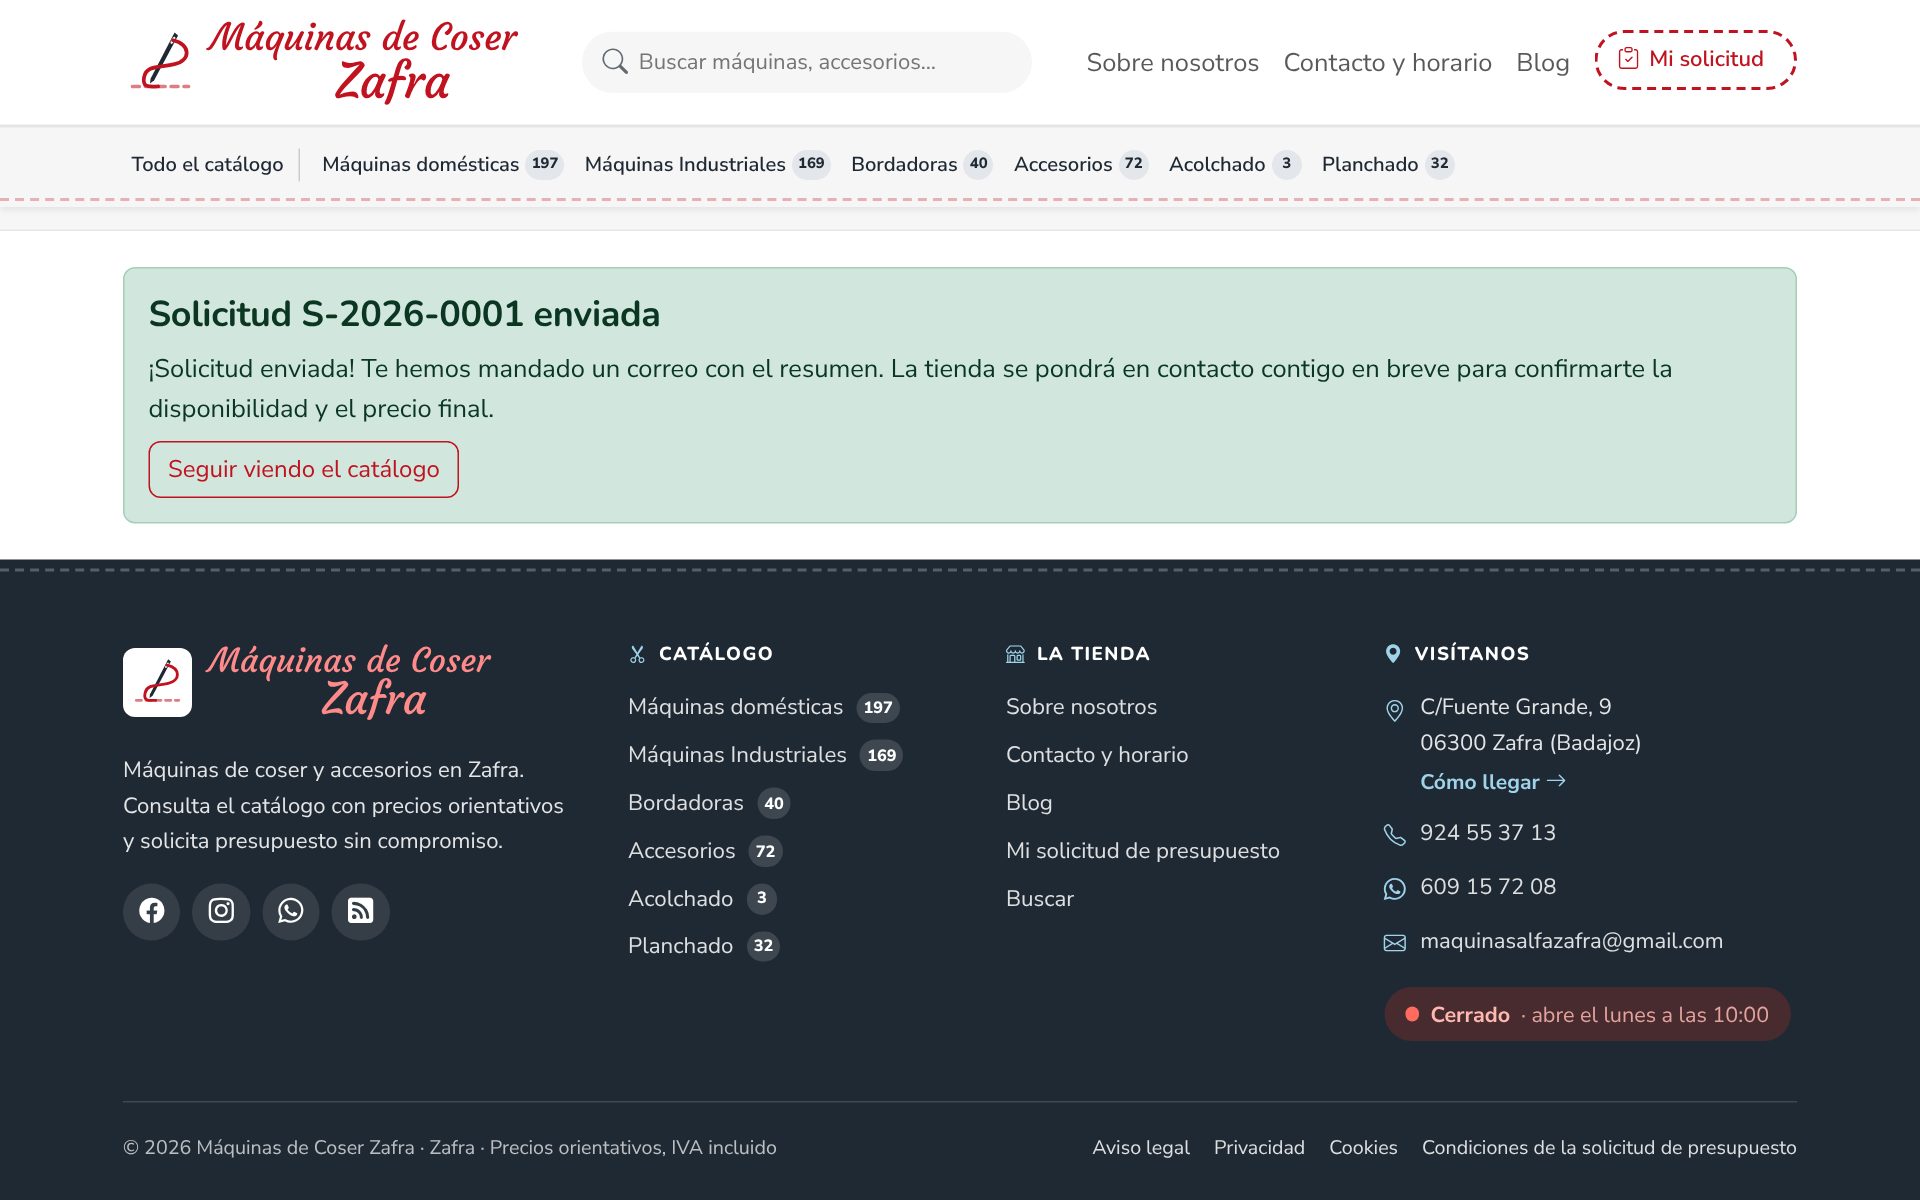 Máquinas de Coser
Zafra
Buscar máquinas, accesorios...
Sobre nosotros
Contacto y horario
Blog
Mi solicitud
Todo el catálogo
Máquinas domésticas 197
Máquinas Industriales 169
Bordadoras 40
Accesorios 72
Acolchado 3
Planchado 32
Solicitud S-2026-0001 enviada
¡Solicitud enviada! Te hemos mandado un correo con el resumen. La tienda se pondrá en contacto contigo en breve para confirmarte la
disponibilidad y el precio final.
Seguir viendo el catálogo
Máquinas de Coser
Zafra
Máquinas de coser y accesorios en Zafra.
Consulta el catálogo con precios orientativos
y solicita presupuesto sin compromiso.
CATÁLOGO
Máquinas domésticas 197
Máquinas Industriales 169
Bordadoras 40
Accesorios 72
Acolchado 3
Planchado 32
LA TIENDA
Sobre nosotros
Contacto y horario
Blog
Mi solicitud de presupuesto
Buscar
VISÍTANOS
C/Fuente Grande, 9
06300 Zafra (Badajoz)
Cómo llegar →
924 55 37 13
609 15 72 08
maquinasalfazafra@gmail.com
Cerrado · abre el lunes a las 10:00
© 2026 Máquinas de Coser Zafra · Zafra · Precios orientativos, IVA incluido
Aviso legal
Privacidad
Cookies
Condiciones de la solicitud de presupuesto